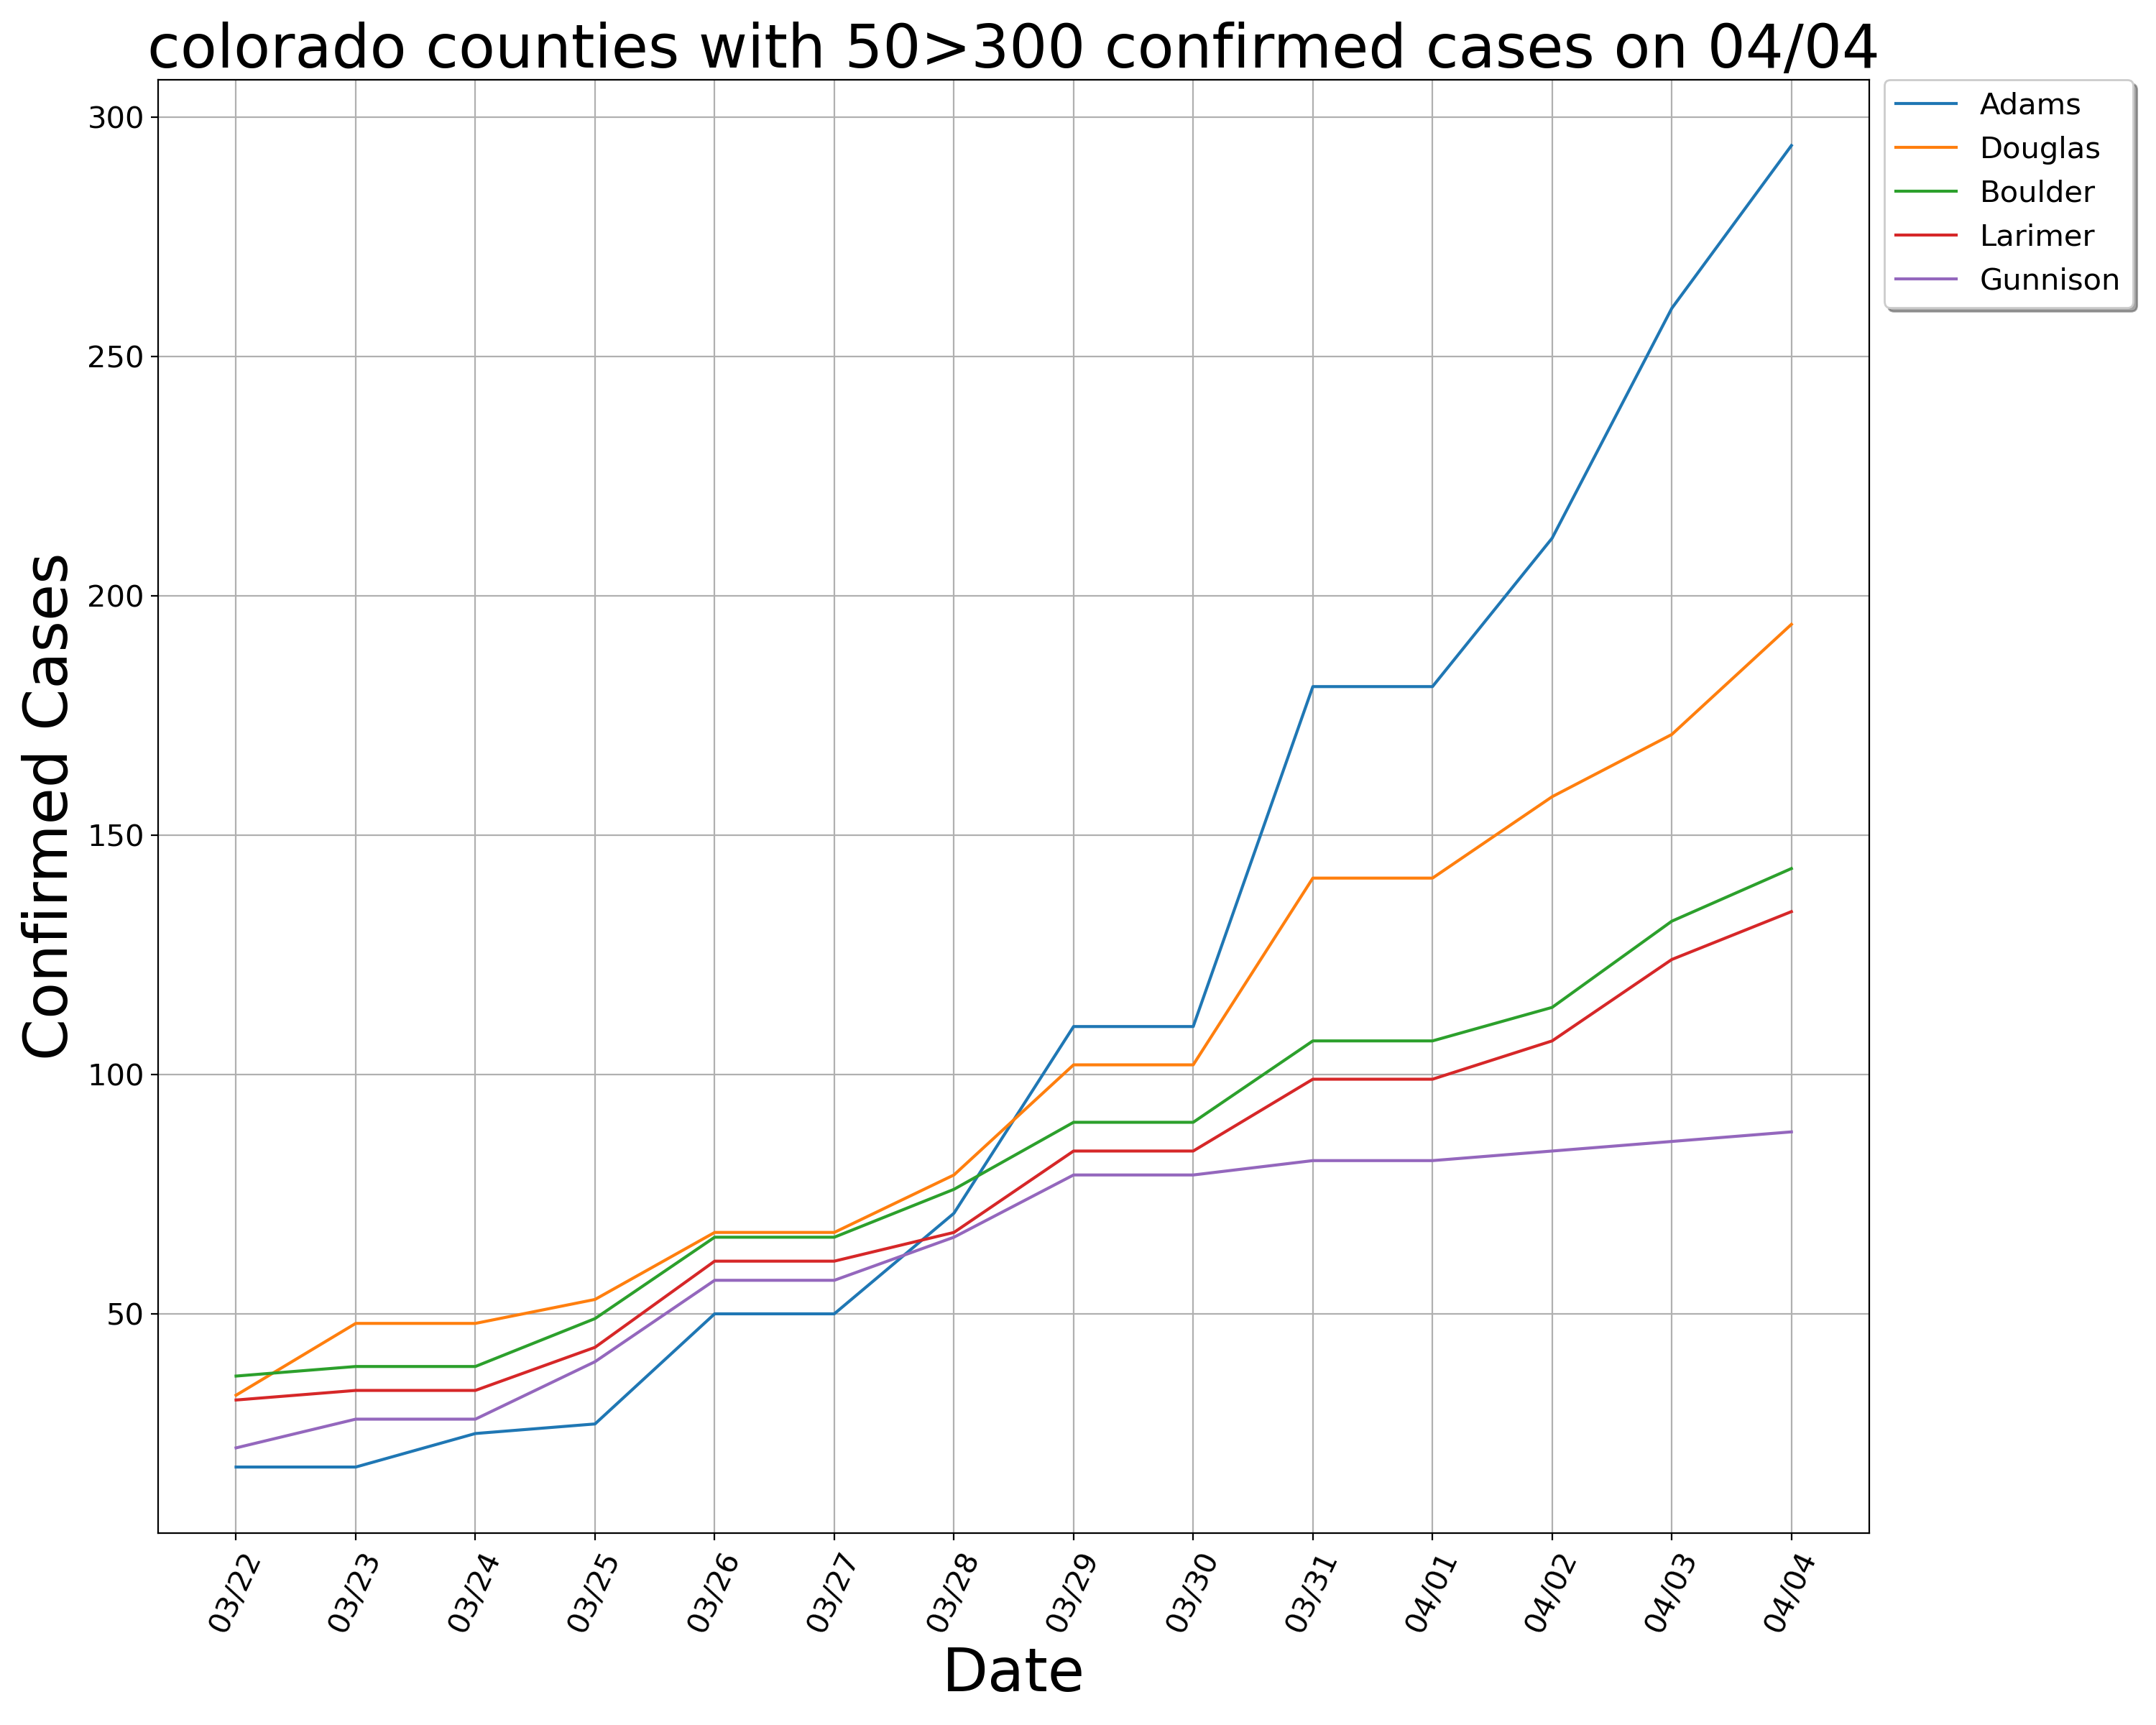 colorado counties with 50>300 confirmed cases on 04/04
Adams
Douglas
Boulder
Larimer
Gunnison
Confirmed Cases
300
250
200
150
100
50
03/22
03/23
03/24
03/25
03/26
03/27
03/28
03/29
03/30
03/31
04/01
04/02
04/03
04/04
Date